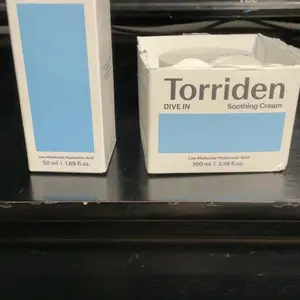 Low Molecular Hyaluronic Acid
50 ml | 1.69 fl.oz.
Torriden
DIVE IN
Soothing Cream
Low Molecular Hyaluronic Acid
100 ml | 3.38 fl.oz.